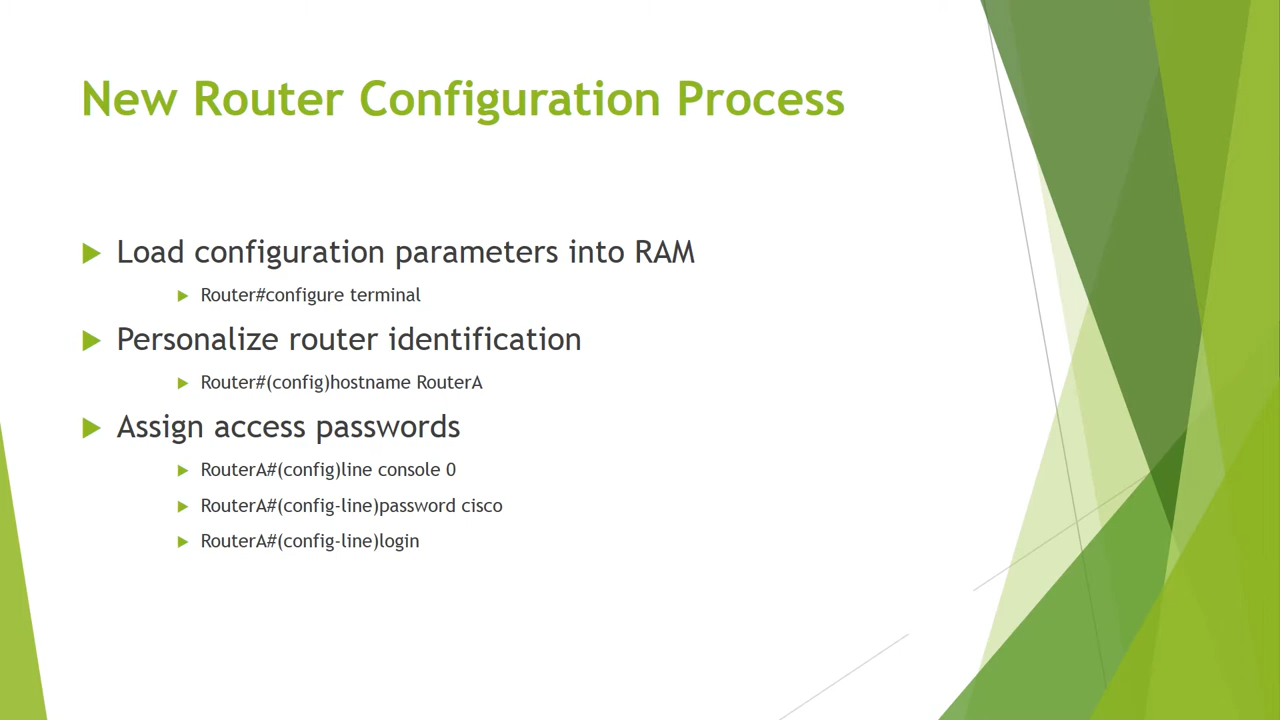 New Router Configuration Process
Load configuration parameters into RAM
Router#configure terminal
Personalize router identification
Router#(config)hostname RouterA
Assign access passwords
RouterA#(config)line console 0
RouterA#(config-line)password cisco
RouterA#(config-line)login